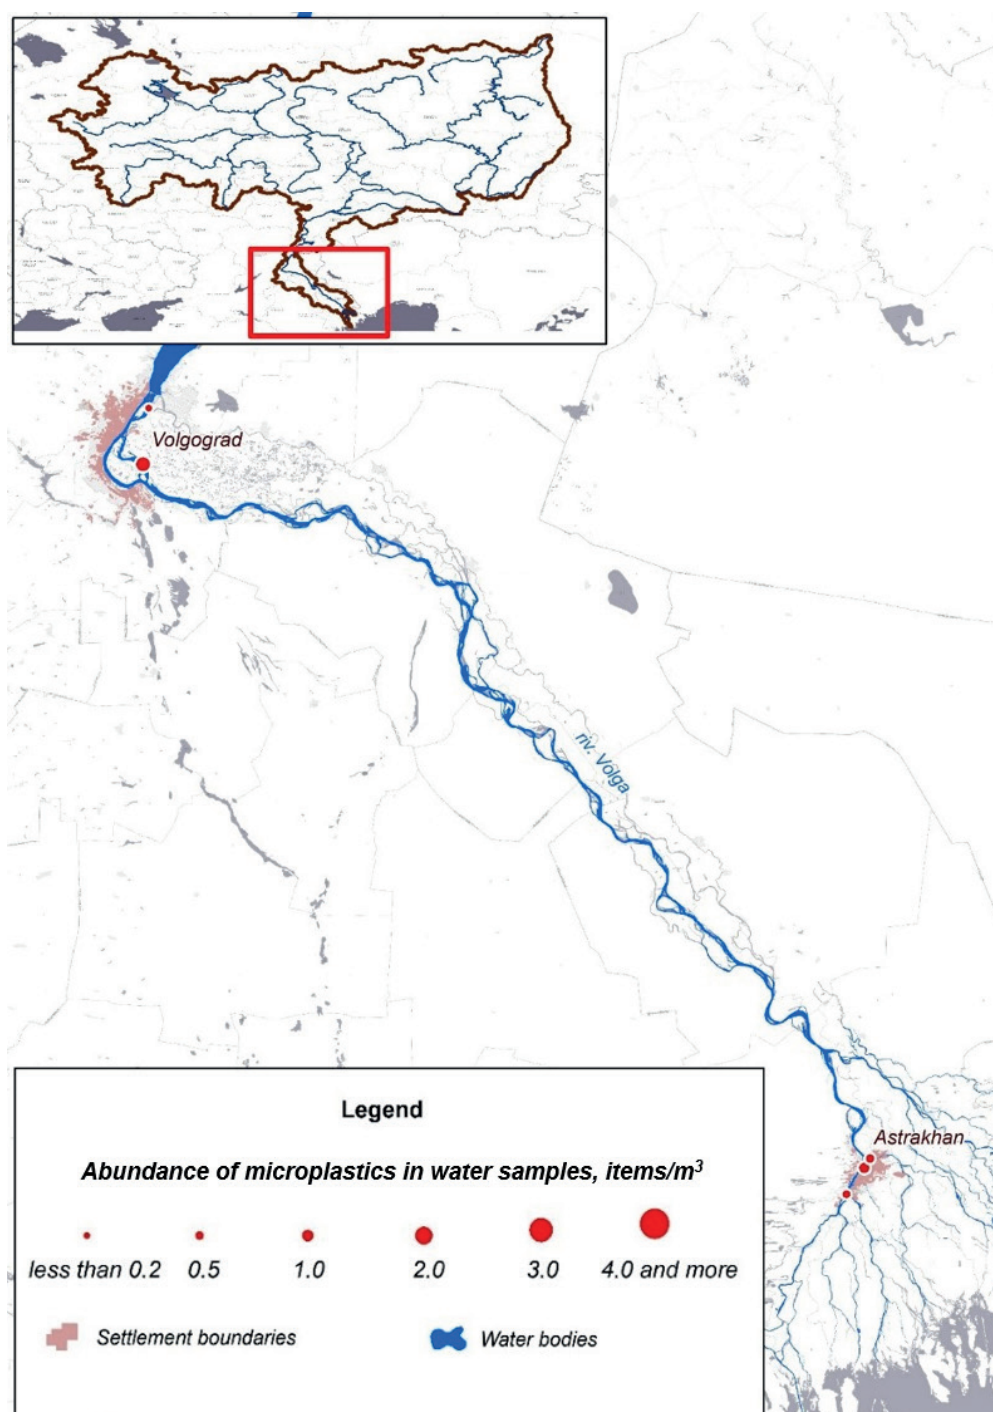 Volgograd
riv. Volga
Astrakhan
Legend
Abundance of microplastics in water samples, items/m³
less than 0.2 0.5 1.0 2.0 3.0 4.0 and more
Settlement boundaries Water bodies